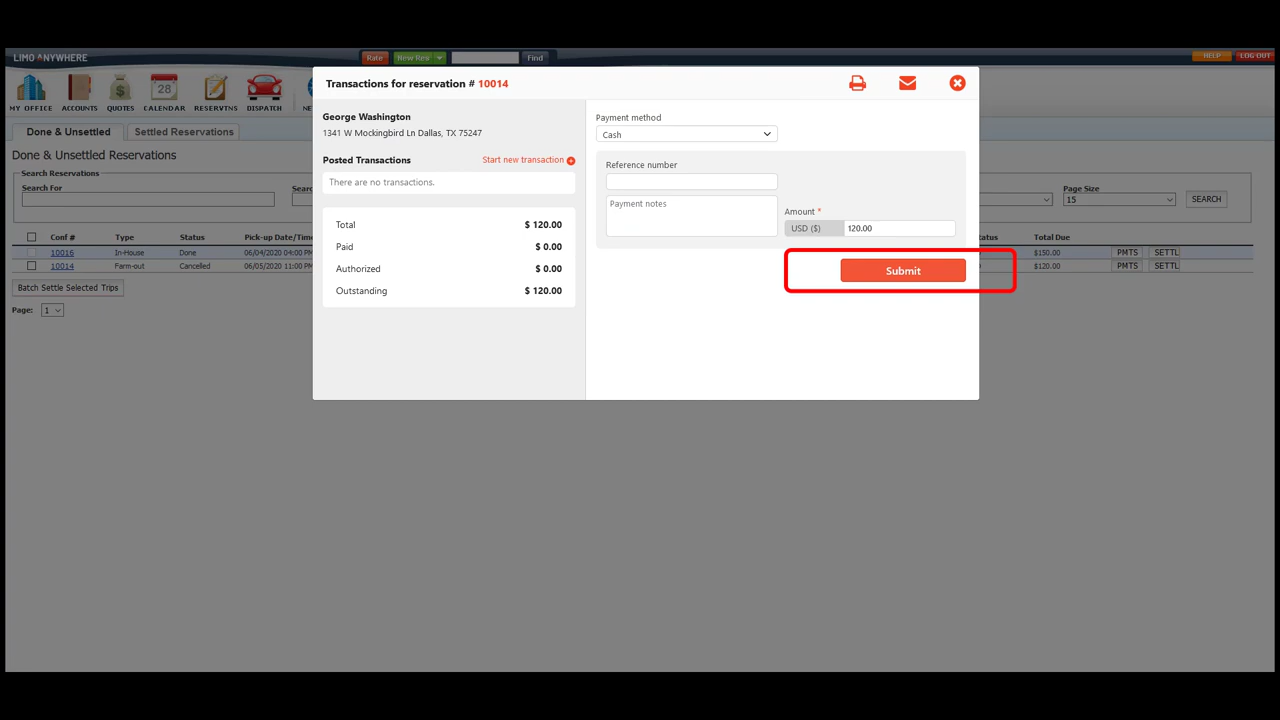 LIMO ANYWHERE
Rate
New Res
Find
HELP
LOG OUT
MY OFFICE
ACCOUNTS
QUOTES
28
CALENDAR
RESERVTNS
DISPATCH
NE
Done & Unsettled
Settled Reservations
Done & Unsettled Reservations
Search Reservations
Search For
Sear
Page Size
15
SEARCH
Conf # Type Status Pick-up Date/Time tatus Total Due
10016 In-House Done 06/04/2020 04:00 PM $150.00 PMTS SETTL
10014 Farm-out Cancelled 06/05/2020 11:00 PM $120.00 PMTS SETTL
Batch Settle Selected Trips
Page: 1
Transactions for reservation # 10014
George Washington
1341 W Mockingbird Ln Dallas, TX 75247
Posted Transactions Start new transaction
There are no transactions.
Total $ 120.00
Paid $ 0.00
Authorized $ 0.00
Outstanding $ 120.00
Payment method
Cash
Reference number
Payment notes
Amount *
USD ($) 120.00
Submit